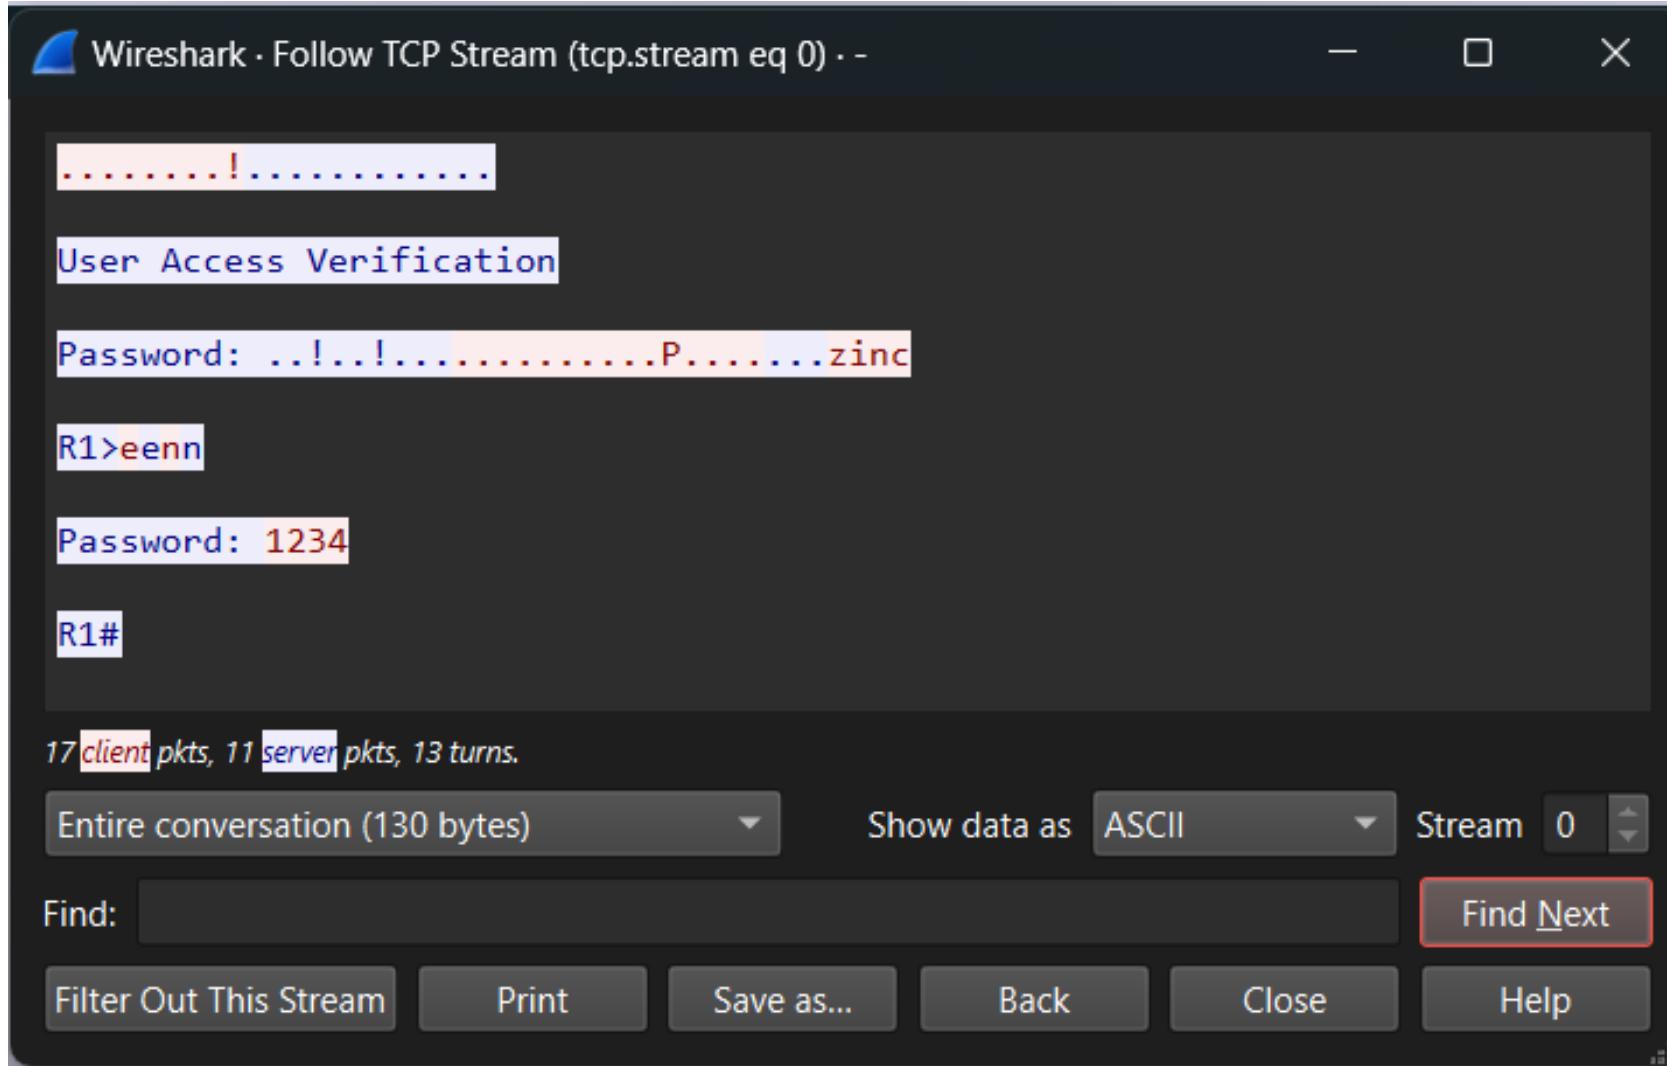 Wireshark · Follow TCP Stream (tcp.stream eq 0) · -
........!............
User Access Verification
Password: ..!..!.............P.......zinc
R1>eenn
Password: 1234
R1#
17 client pkts, 11 server pkts, 13 turns.
Entire conversation (130 bytes) Show data as ASCII Stream 0
Find: Find Next
Filter Out This Stream Print Save as... Back Close Help